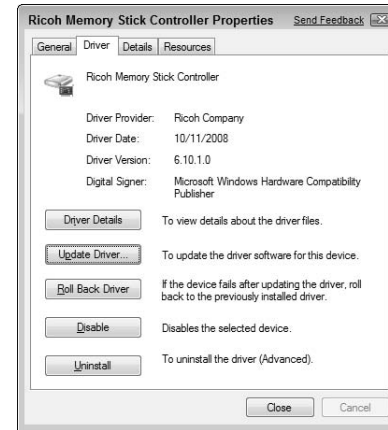 Ricoh Memory Stick Controller Properties Send Feedback
General Driver Details Resources
Ricoh Memory Stick Controller
Driver Provider: Ricoh Company
Driver Date: 10/11/2008
Driver Version: 6.10.1.0
Digital Signer: Microsoft Windows Hardware Compatibility
Publisher
Driver Details To view details about the driver files.
Update Driver... To update the driver software for this device.
Roll Back Driver If the device fails after updating the driver, roll
back to the previously installed driver.
Disable Disables the selected device.
Uninstall To uninstall the driver (Advanced).
Close Cancel